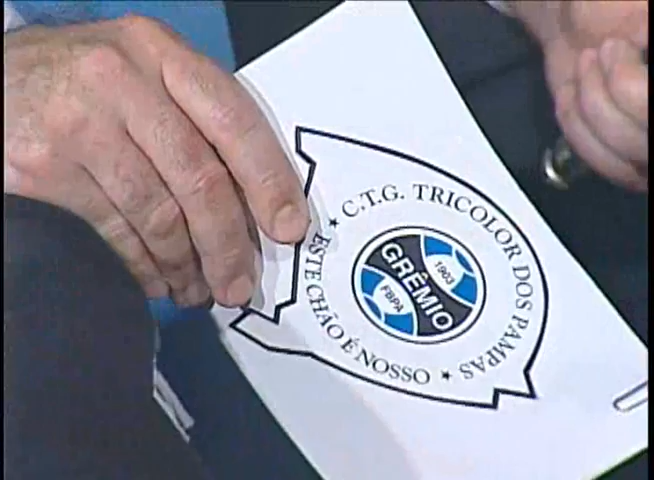 C.T.G. TRICOLOR DOS PAMPAS
ESTE CHÃO É NOSSO
1903
GRÊMIO
FBPA